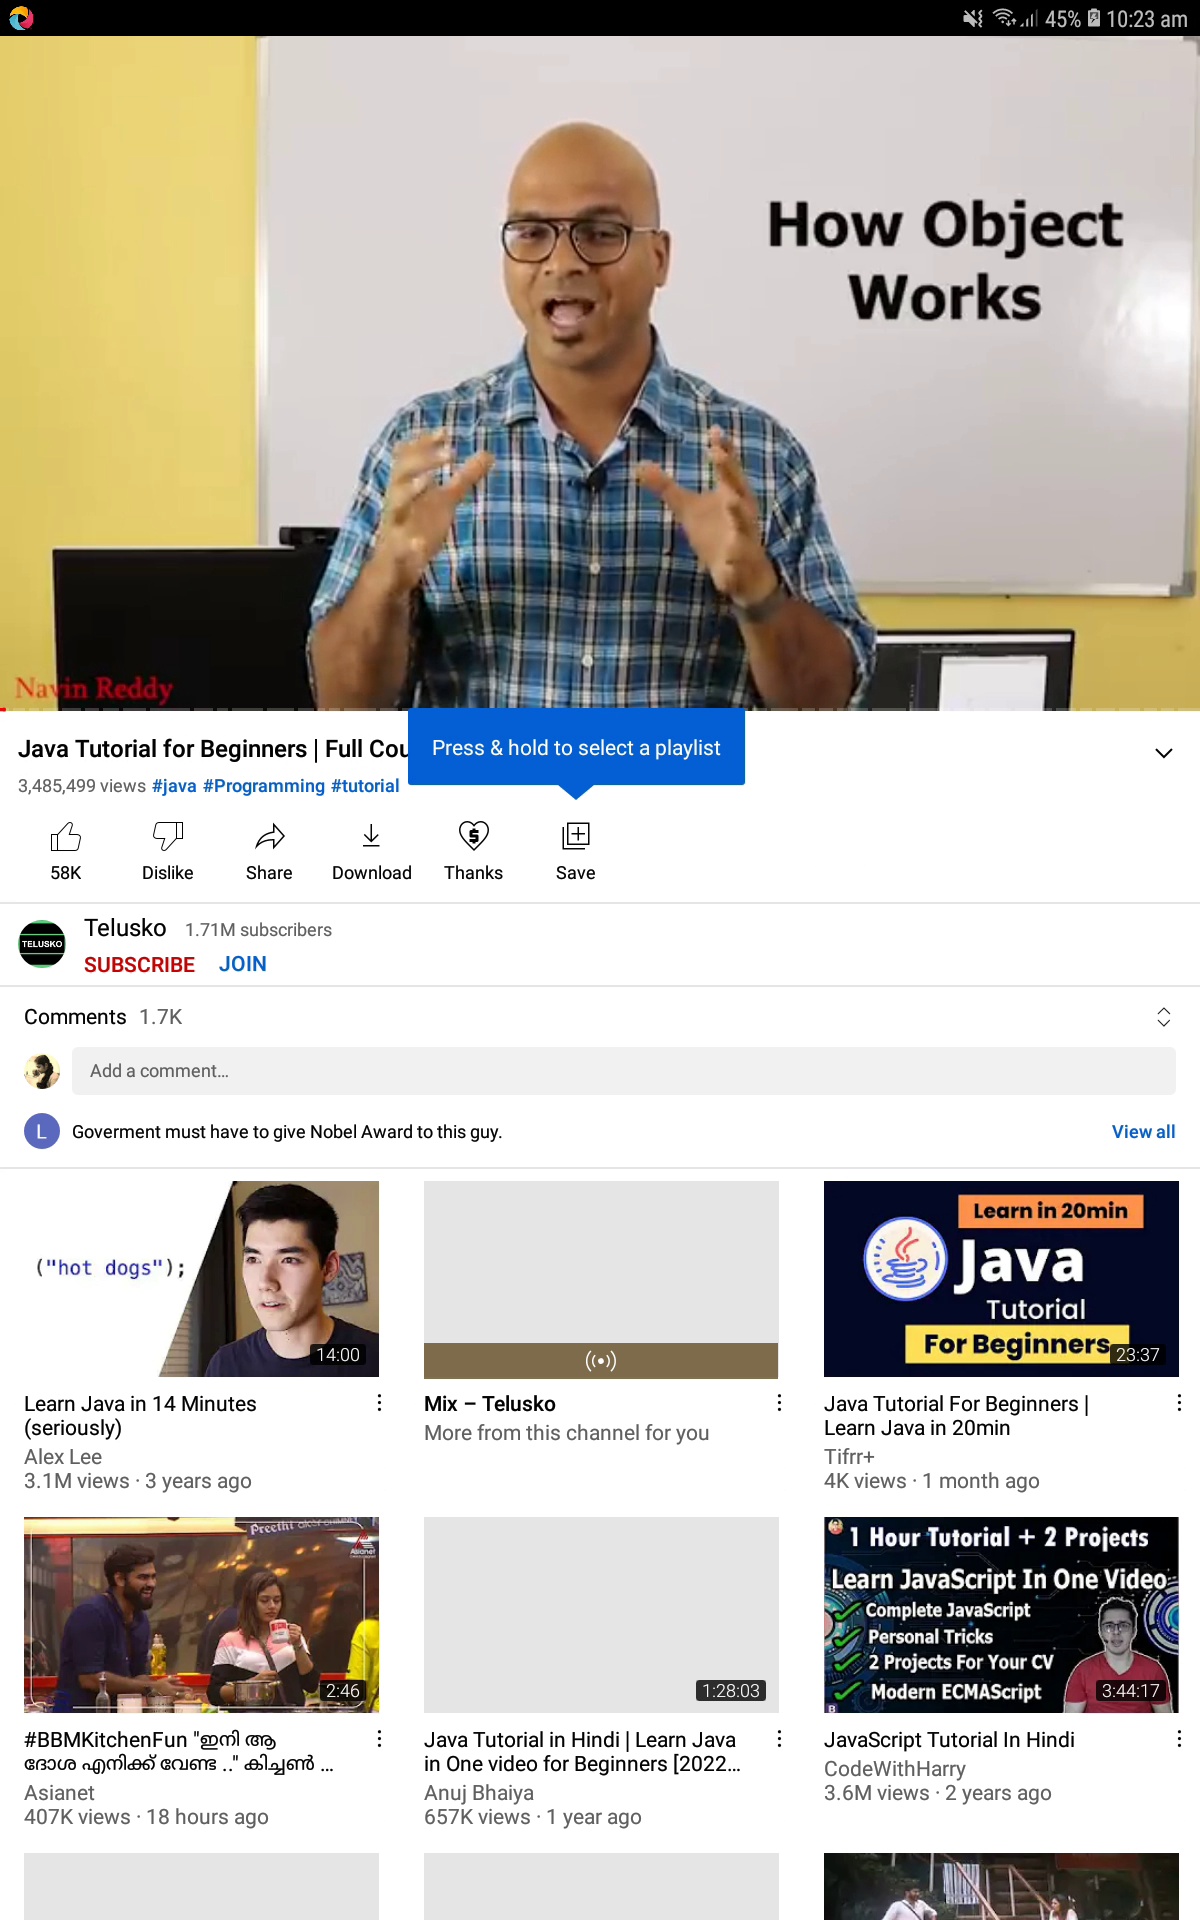 45% 10:23 am
How Object
Works
Navin Reddy
Java Tutorial for Beginners | Full Cou
Press & hold to select a playlist
3,485,499 views #java #Programming #tutorial
58K Dislike Share Download Thanks Save
TELUSKO
Telusko 1.71M subscribers
SUBSCRIBE JOIN
Comments 1.7K
Add a comment...
L Goverment must have to give Nobel Award to this guy. View all
("hot dogs");
14:00
Learn Java in 14 Minutes
(seriously)
Alex Lee
3.1M views · 3 years ago
Mix – Telusko
More from this channel for you
Learn in 20min
Java
Tutorial
For Beginners
23:37
Java Tutorial For Beginners |
Learn Java in 20min
Tifrr+
4K views · 1 month ago
Preethi
Asianet
2:46
#BBMKitchenFun "ഇനി ആ
ദോശ എനിക്ക് വേണ്ട .." കിച്ചൺ ...
Asianet
407K views · 18 hours ago
1:28:03
Java Tutorial in Hindi | Learn Java
in One video for Beginners [2022...
Anuj Bhaiya
657K views · 1 year ago
1 Hour Tutorial + 2 Projects
Learn JavaScript In One Video
Complete JavaScript
Personal Tricks
2 Projects For Your CV
Modern ECMAScript
3:44:17
JavaScript Tutorial In Hindi
CodeWithHarry
3.6M views · 2 years ago